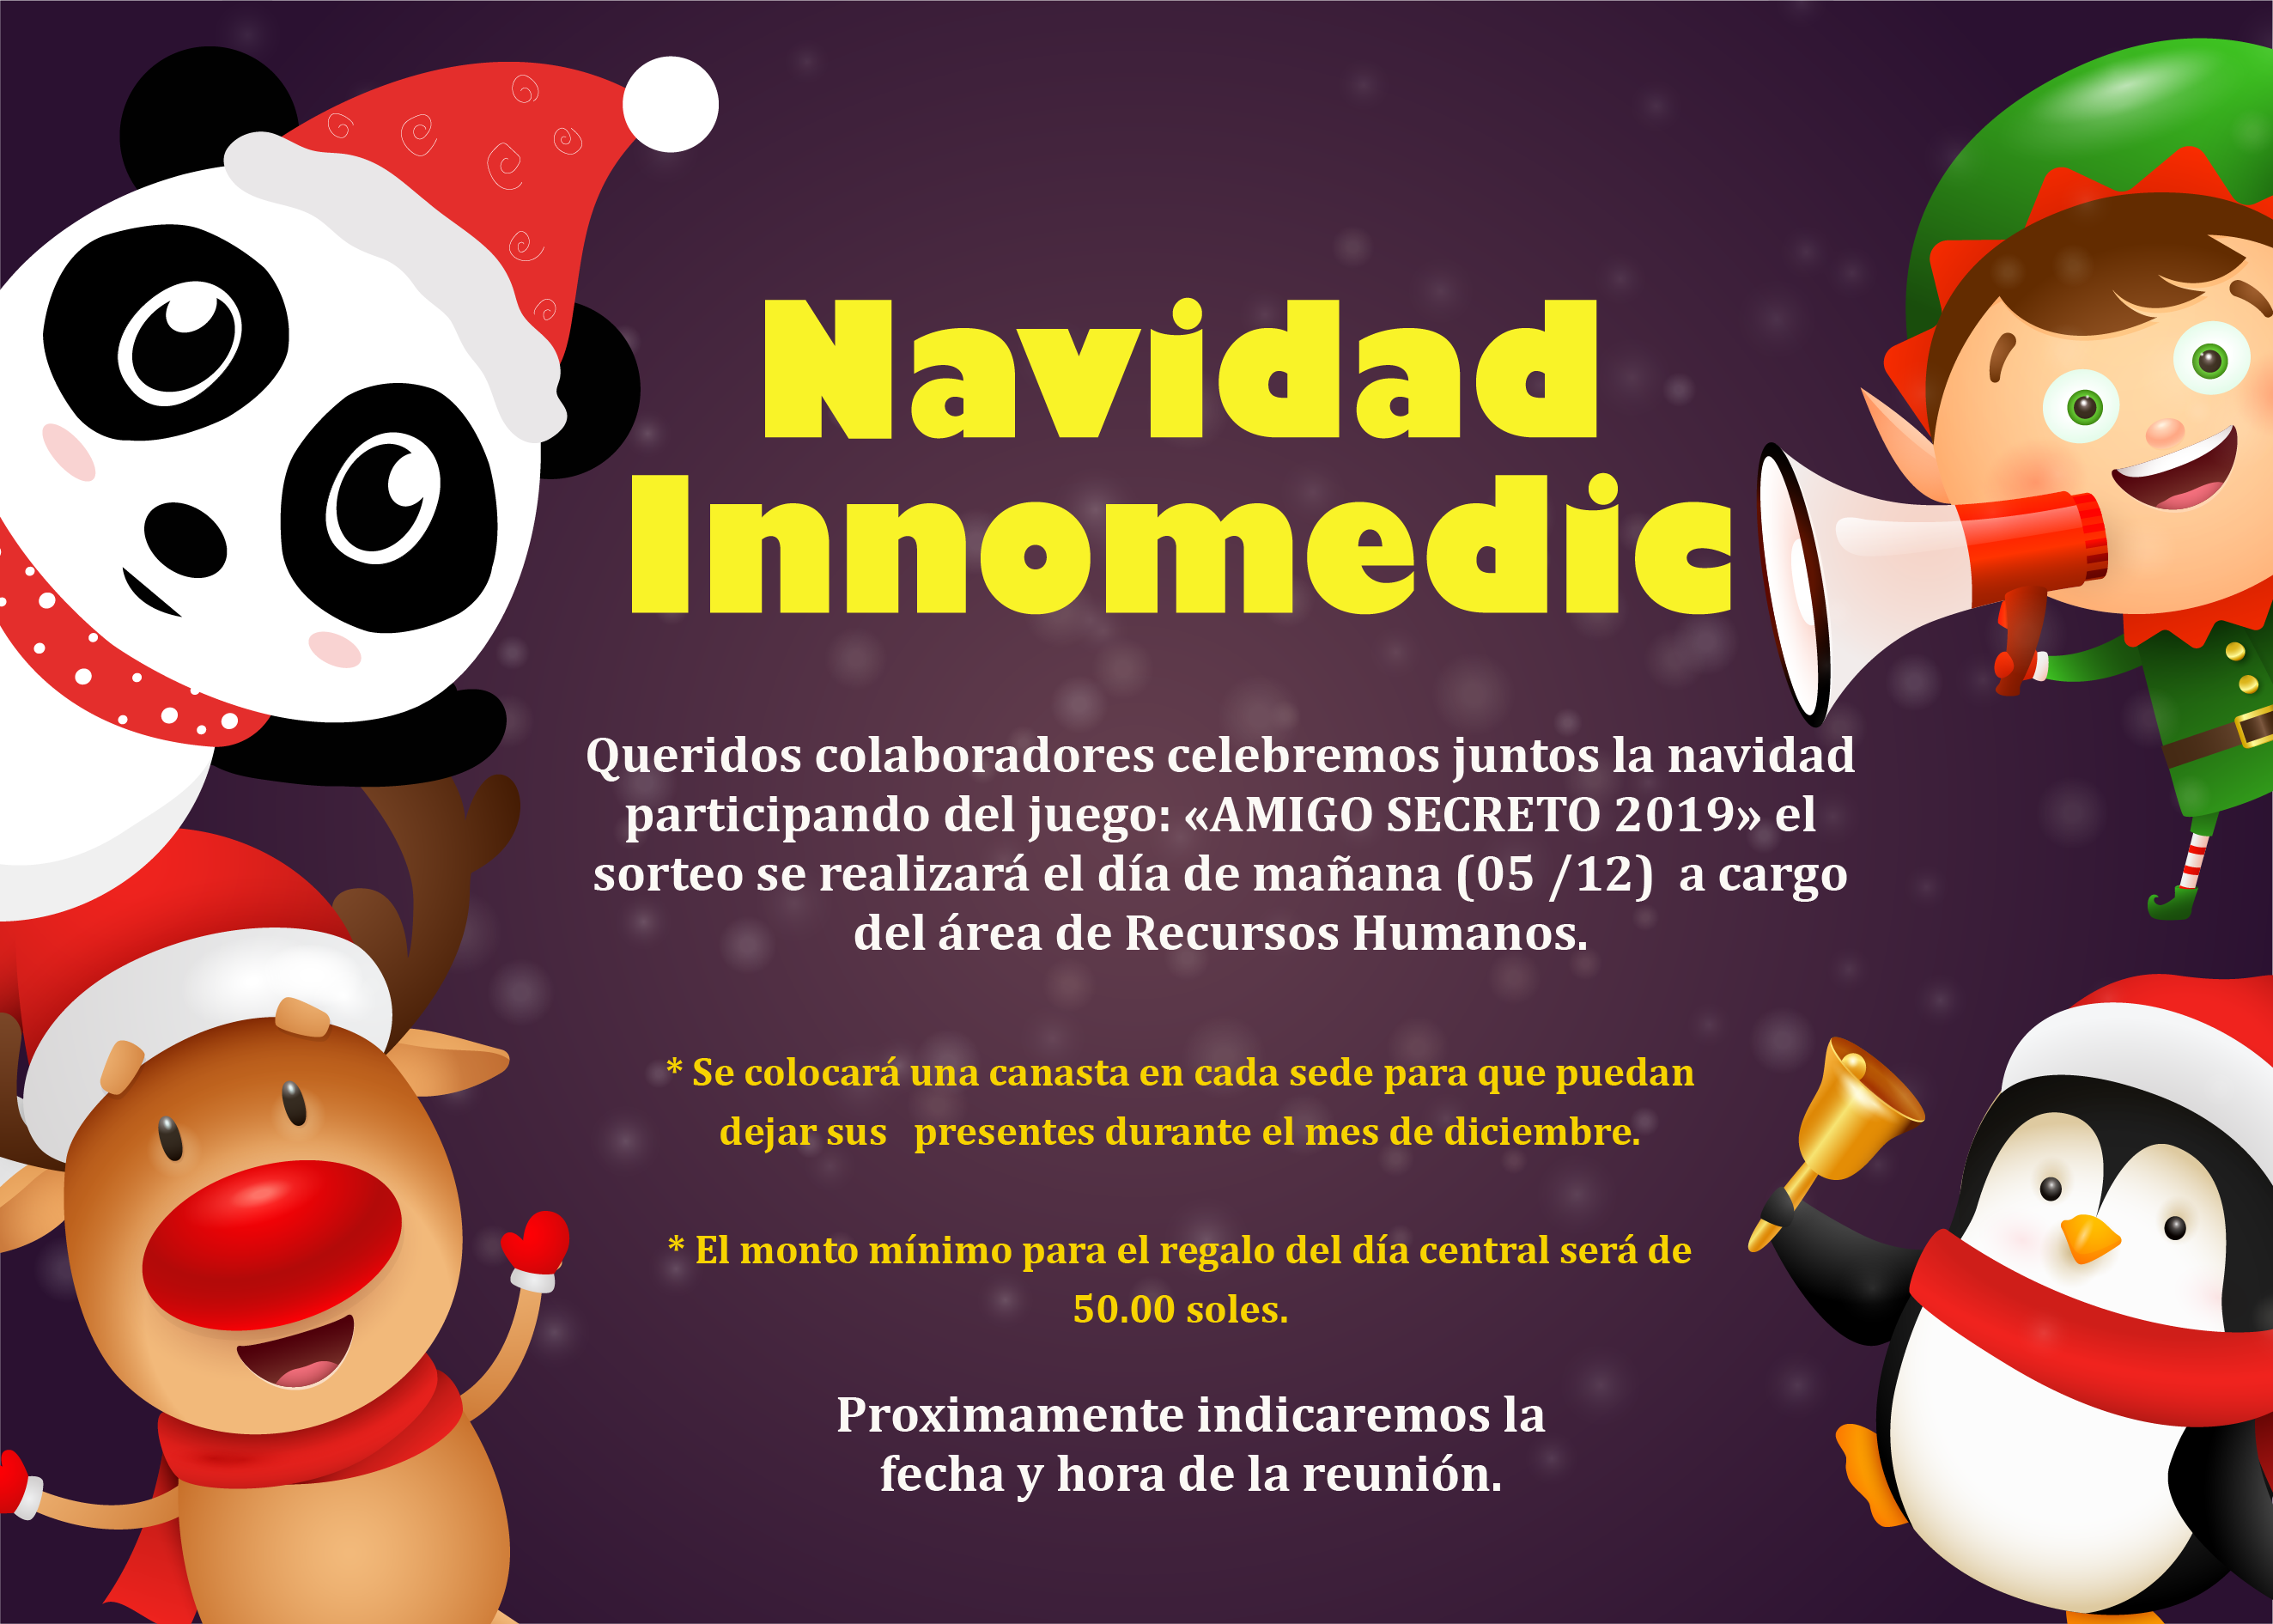 Navidad
Innomedic
Queridos colaboradores celebremos juntos la navidad
participando del juego: «AMIGO SECRETO 2019» el
sorteo se realizará el día de mañana (05 /12)  a cargo
del área de Recursos Humanos.
* Se colocará una canasta en cada sede para que puedan
dejar sus   presentes durante el mes de diciembre.
* El monto mínimo para el regalo del día central será de
50.00 soles.
Proximamente indicaremos la
fecha y hora de la reunión.